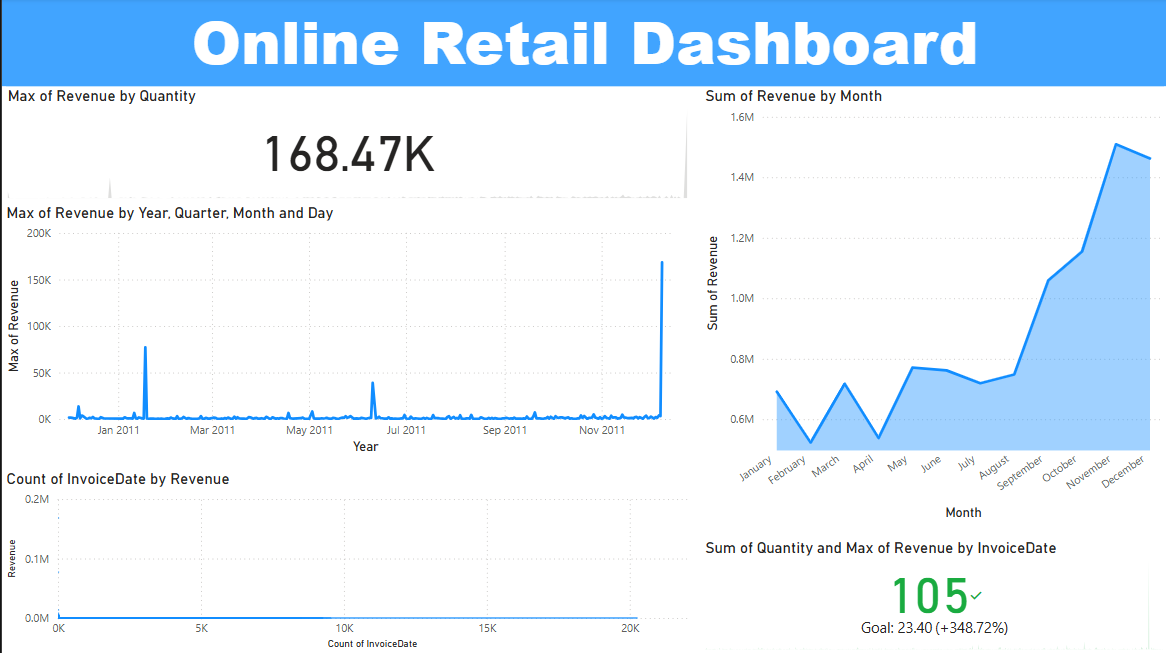 Online Retail Dashboard
Max of Revenue by Quantity
168.47K
Max of Revenue by Year, Quarter, Month and Day
Max of Revenue
200K
150K
100K
50K
0K
Jan 2011 Mar 2011 May 2011 Jul 2011 Sep 2011 Nov 2011
Year
Count of InvoiceDate by Revenue
Revenue
0.2M
0.1M
0.0M
0K 5K 10K 15K 20K
Count of InvoiceDate
Sum of Revenue by Month
Sum of Revenue
1.6M
1.4M
1.2M
1.0M
0.8M
0.6M
January February March April May June July August September October November December
Month
Sum of Quantity and Max of Revenue by InvoiceDate
105
Goal: 23.40 (+348.72%)